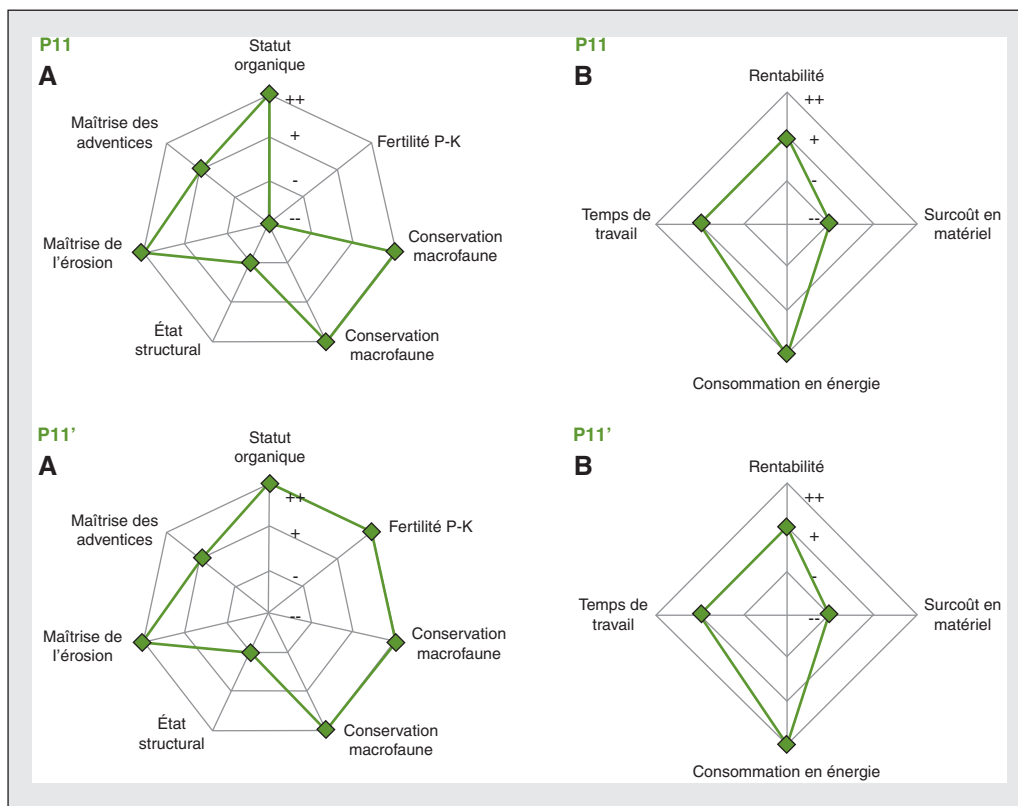 P11
A
Statut
organique
++
+
-
--
Maîtrise des
adventices
Fertilité P-K
Maîtrise de
l'érosion
Conservation
macrofaune
État
structural
Conservation
macrofaune
P11
B
Rentabilité
++
+
-
--
Temps de
travail
Surcoût en
matériel
Consommation en énergie
P11’
A
Statut
organique
++
+
-
--
Maîtrise des
adventices
Fertilité P-K
Maîtrise de
l'érosion
Conservation
macrofaune
État
structural
Conservation
macrofaune
P11’
B
Rentabilité
++
+
-
--
Temps de
travail
Surcoût en
matériel
Consommation en énergie